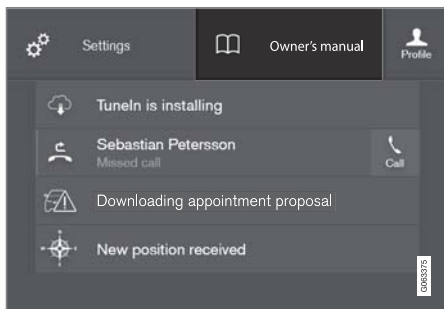 Settings
Owner's manual
Profile
TuneIn is installing
Sebastian Petersson
Missed call
Call
Downloading appointment proposal
New position received
G063375